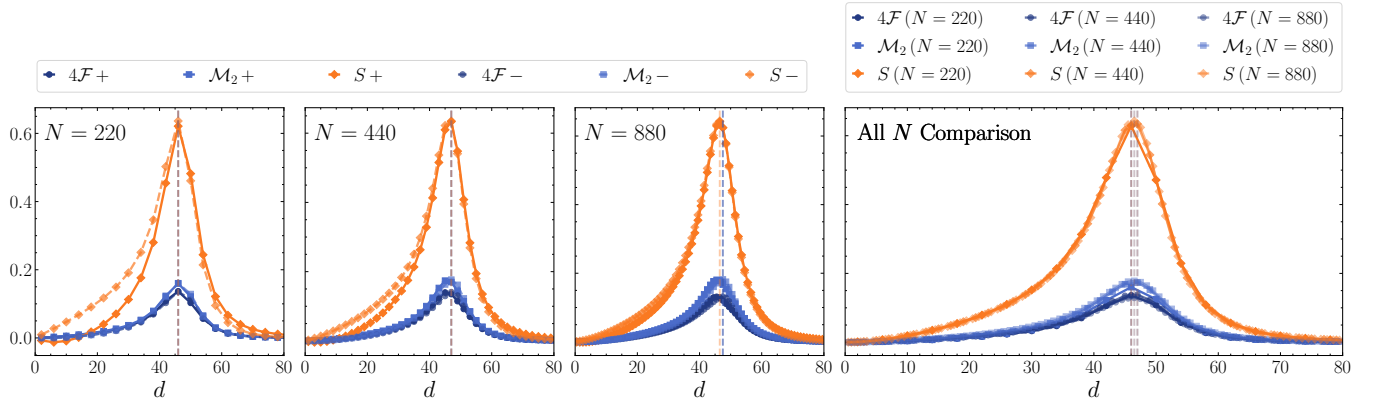 4𝓕 (N = 220) 4𝓕 (N = 440) 4𝓕 (N = 880)
𝓜₂ (N = 220) 𝓜₂ (N = 440) 𝓜₂ (N = 880)
S (N = 220) S (N = 440) S (N = 880)
4𝓕 + 𝓜₂ + S + 4𝓕 − 𝓜₂ − S −
N = 220
N = 440
N = 880
All N Comparison
0.6
0.4
0.2
0.0
0 20 40 60 80
0 20 40 60 80
0 20 40 60 80
0 10 20 30 40 50 60 70 80
d
d
d
d